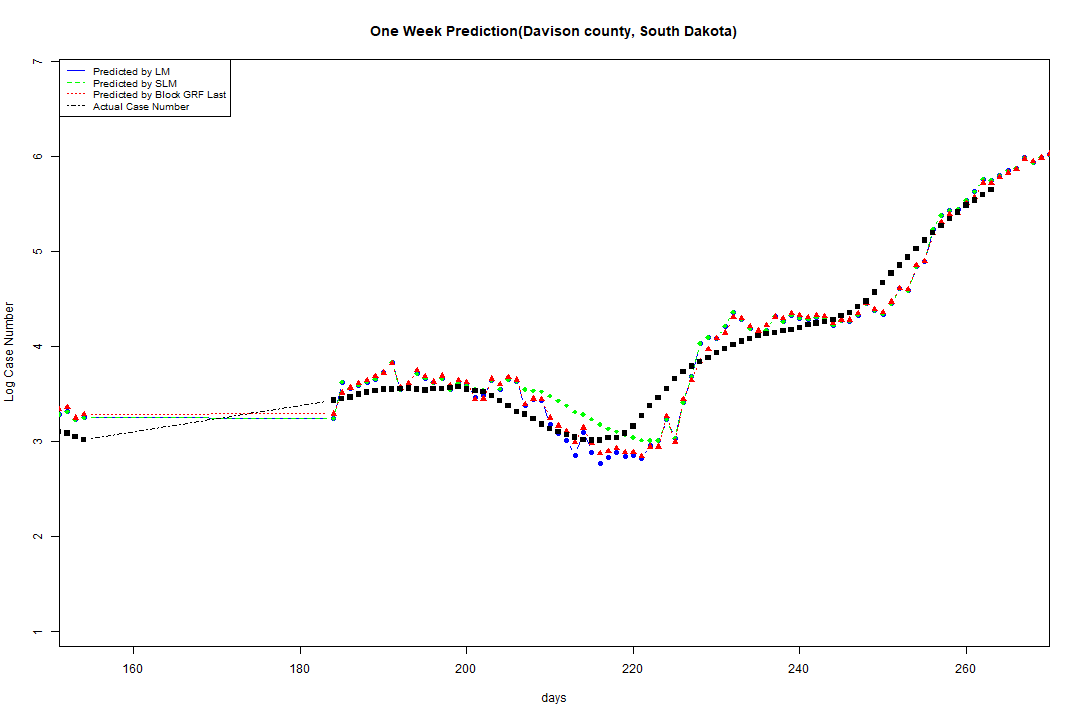 One Week Prediction(Davison county, South Dakota)
Predicted by LM
Predicted by SLM
Predicted by Block GRF Last
Actual Case Number
Log Case Number
7
6
5
4
3
2
1
160 180 200 220 240 260
days